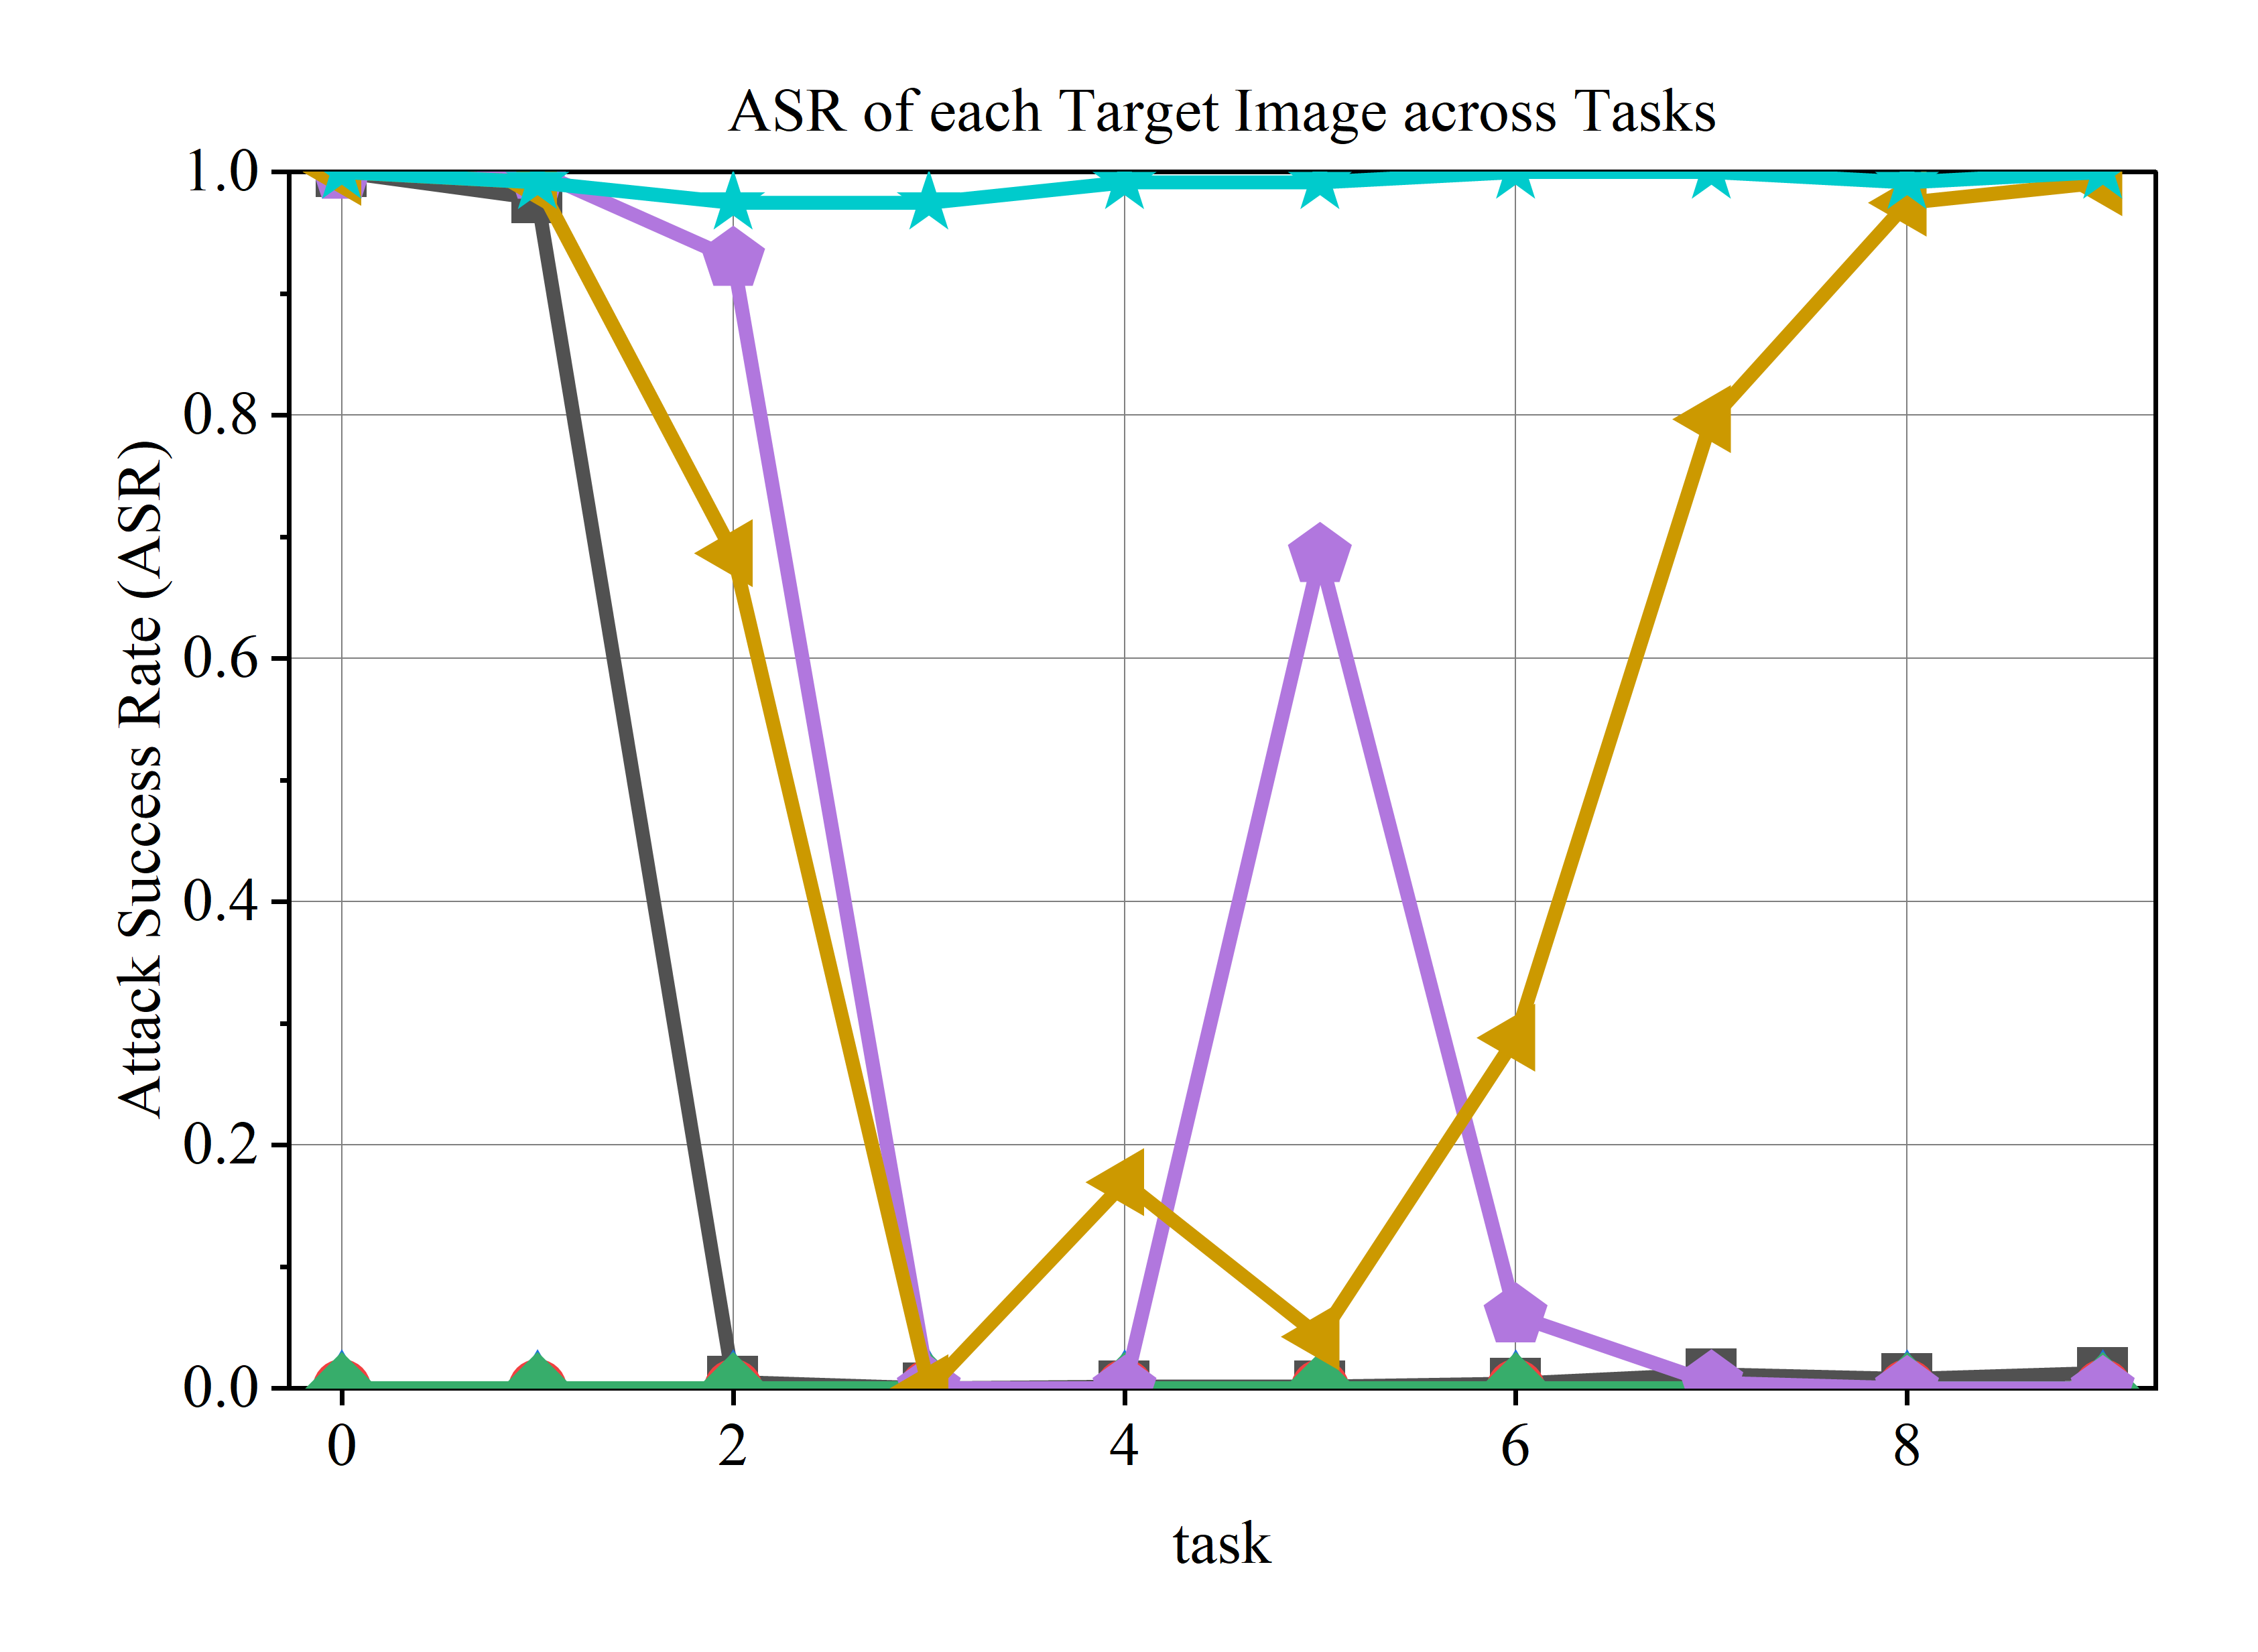 ASR of each Target Image across Tasks
Attack Success Rate (ASR)
1.0
0.8
0.6
0.4
0.2
0.0
0 2 4 6 8
task